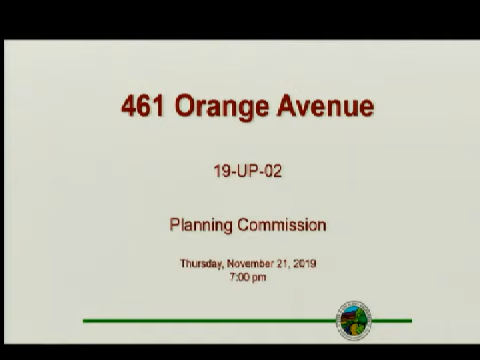 461 Orange Avenue
19-UP-02
Planning Commission
Thursday, November 21, 2019
7:00 pm